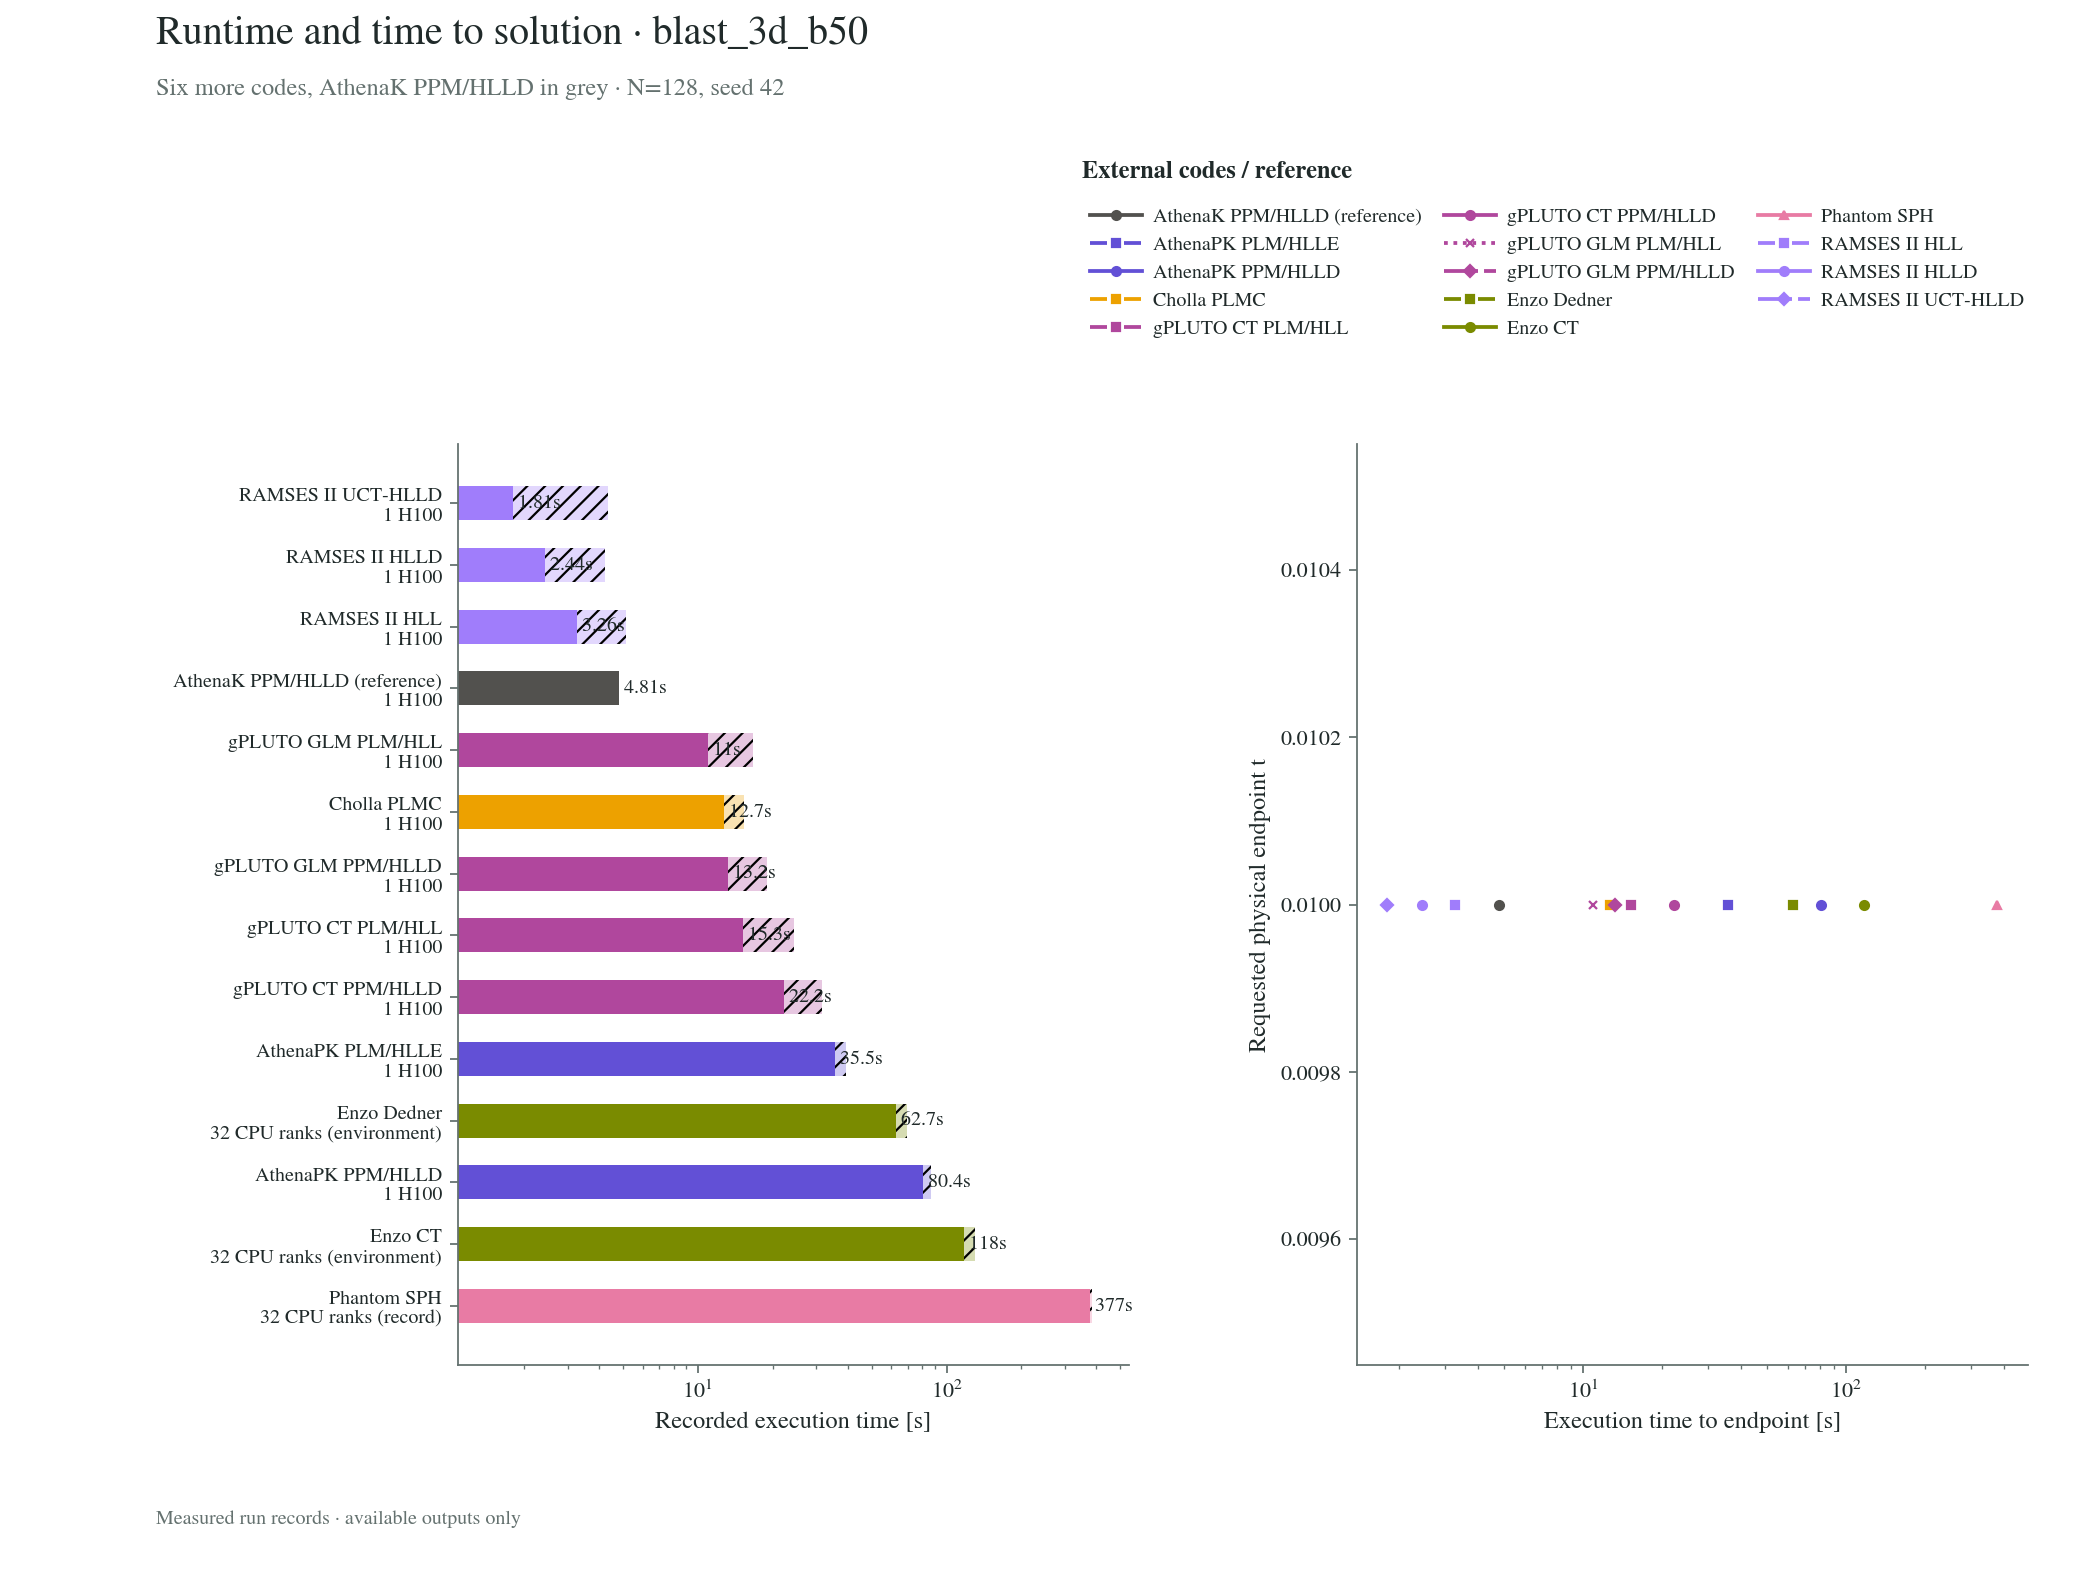 Runtime and time to solution · blast_3d_b50
Six more codes, AthenaK PPM/HLLD in grey · N=128, seed 42
External codes / reference
AthenaK PPM/HLLD (reference)
AthenaPK PLM/HLLE
AthenaPK PPM/HLLD
Cholla PLMC
gPLUTO CT PLM/HLL
gPLUTO CT PPM/HLLD
gPLUTO GLM PLM/HLL
gPLUTO GLM PPM/HLLD
Enzo Dedner
Enzo CT
Phantom SPH
RAMSES II HLL
RAMSES II HLLD
RAMSES II UCT-HLLD
RAMSES II UCT-HLLD
1 H100
1.81s
RAMSES II HLLD
1 H100
2.44s
RAMSES II HLL
1 H100
3.26s
AthenaK PPM/HLLD (reference)
1 H100
4.81s
gPLUTO GLM PLM/HLL
1 H100
11s
Cholla PLMC
1 H100
12.7s
gPLUTO GLM PPM/HLLD
1 H100
13.2s
gPLUTO CT PLM/HLL
1 H100
15.3s
gPLUTO CT PPM/HLLD
1 H100
22.2s
AthenaPK PLM/HLLE
1 H100
35.5s
Enzo Dedner
32 CPU ranks (environment)
62.7s
AthenaPK PPM/HLLD
1 H100
80.4s
Enzo CT
32 CPU ranks (environment)
118s
Phantom SPH
32 CPU ranks (record)
377s
10¹
10²
Recorded execution time [s]
Requested physical endpoint t
0.0104
0.0102
0.0100
0.0098
0.0096
10¹
10²
Execution time to endpoint [s]
Measured run records · available outputs only